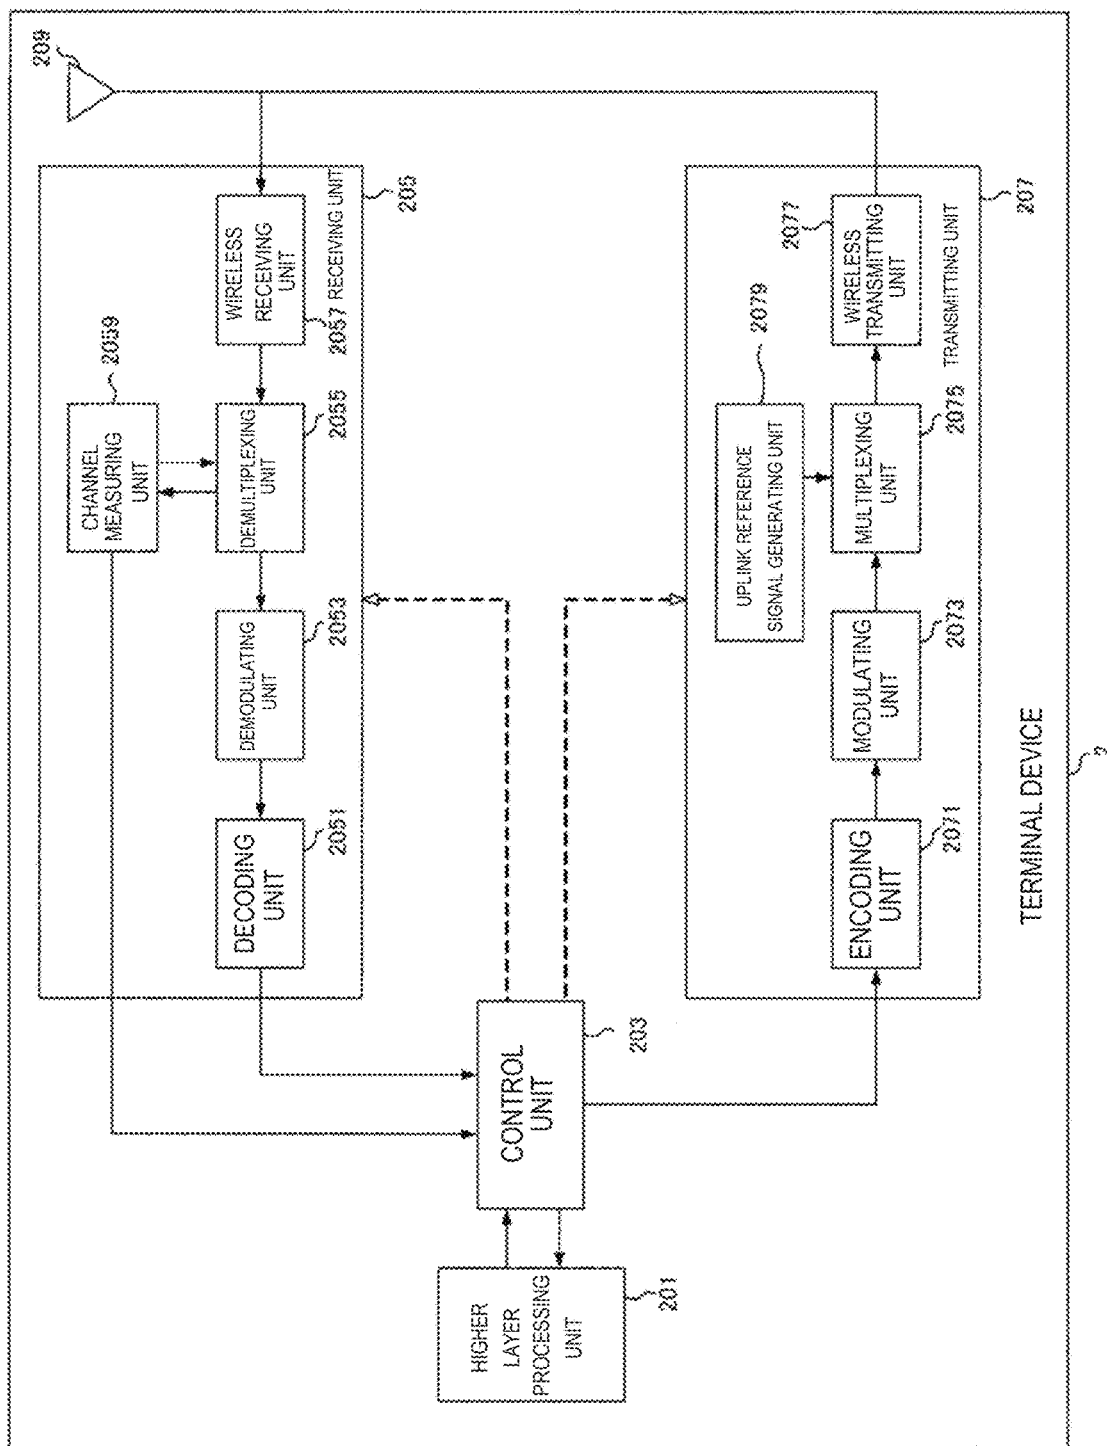 209
WIRELESS
RECEIVING
UNIT
2057
RECEIVING UNIT
205
CHANNEL
MEASURING
UNIT
2059
DEMULTIPLEXING
UNIT
2055
DEMODULATING
UNIT
2053
DECODING
UNIT
2051
CONTROL
UNIT
203
HIGHER
LAYER
PROCESSING
UNIT
201
2077
WIRELESS
TRANSMITTING
UNIT
TRANSMITTING UNIT
207
UPLINK REFERENCE
SIGNAL GENERATING UNIT
2079
MULTIPLEXING
UNIT
2075
MODULATING
UNIT
2073
ENCODING
UNIT
2071
TERMINAL DEVICE